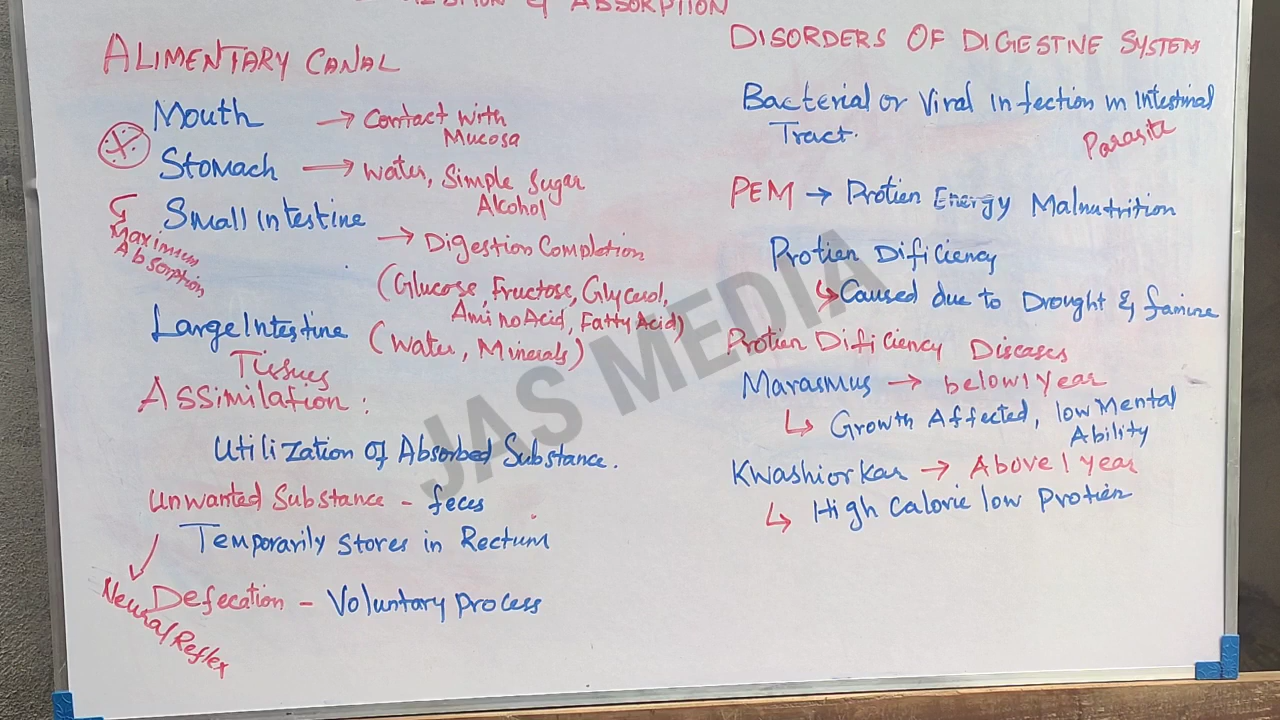 & ABSORPTION
ALIMENTARY CANAL
Mouth → Contact with
Mucosa
Stomach → Water, Simple Sugar
Alcohol
Small Intestine
Maximum
Absorption
→ Digestion Completion
(Glucose, Fructose, Glycerol,
Amino Acid, Fatty Acid)
Large Intestine (Water, Minerals)
Tissues
Assimilation:
Utilization of Absorbed Substance.
Unwanted Substance - feces
Temporarily Stores in Rectum
Defecation - Voluntary Process
Neural Reflex
DISORDERS OF DIGESTIVE SYSTEM
Bacterial or Viral Infection in Intestinal
Tract.
Parasite
PEM → Protien Energy Malnutrition
Protien Dificiency
↳ Caused due to Drought & famine
Protien Dificiency Diseases
Marasmus → below 1 year
↳ Growth Affected, low Mental
Ability
Kwashiorkar → Above 1 year
↳ High Calorie low Protien
JAS MEDIA